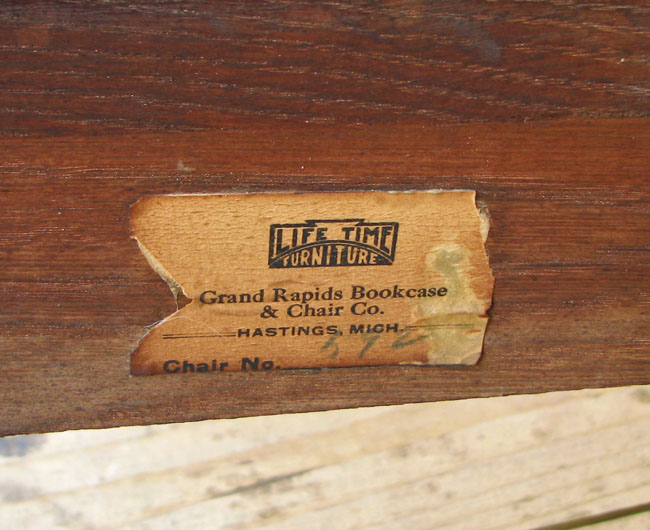 LIFE TIME
FURNITURE
Grand Rapids Bookcase
& Chair Co.
HASTINGS, MICH.
Chair No.